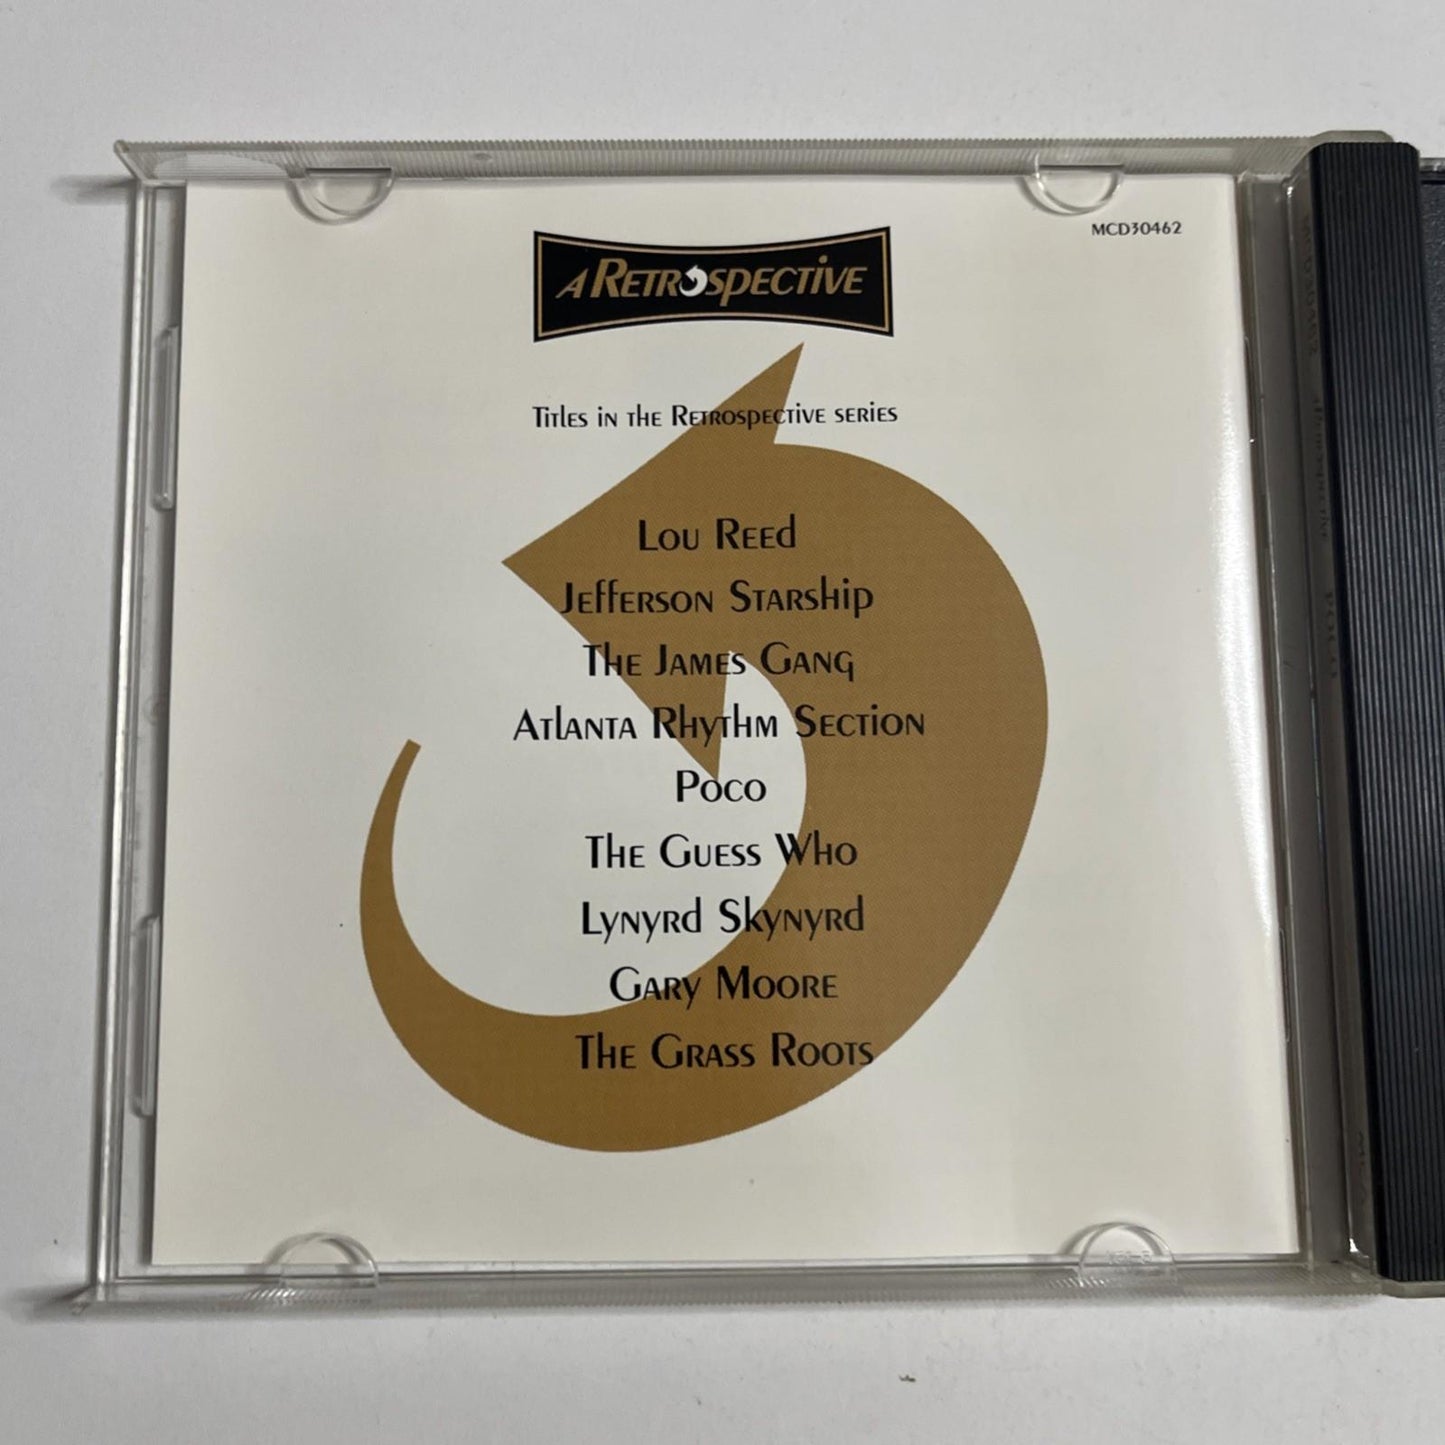 MCD30462
A Retrospective
Titles in the Retrospective series
Lou Reed
Jefferson Starship
The James Gang
Atlanta Rhythm Section
Poco
The Guess Who
Lynyrd Skynyrd
Gary Moore
The Grass Roots